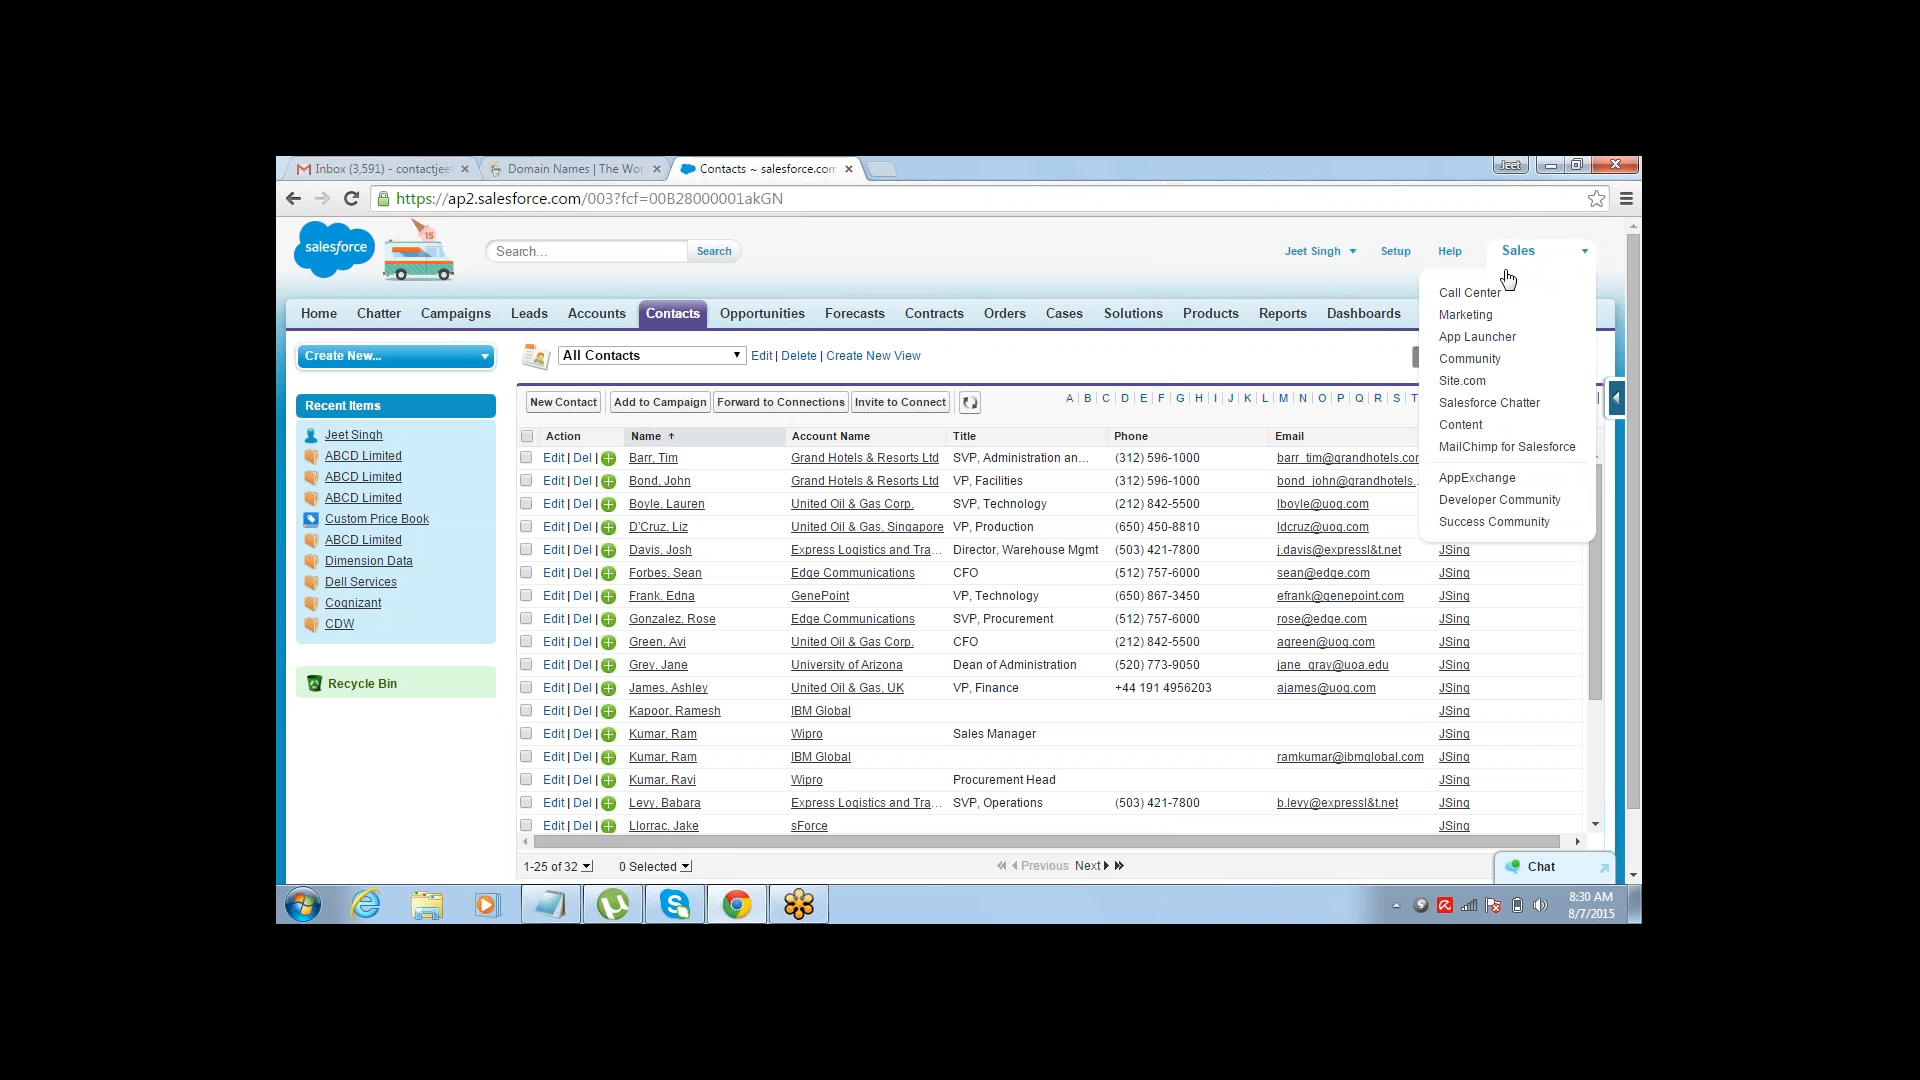 Inbox (3,591) - contactjeet
Domain Names | The Wor
Contacts ~ salesforce.com
Jeet
https://ap2.salesforce.com/003?fcf=00B28000001akGN
salesforce
15
Search...
Search
Jeet Singh
Setup
Help
Sales
Home Chatter Campaigns Leads Accounts Contacts Opportunities Forecasts Contracts Orders Cases Solutions Products Reports Dashboards
Call Center
Marketing
App Launcher
Community
Site.com
Salesforce Chatter
Content
MailChimp for Salesforce
AppExchange
Developer Community
Success Community
Create New...
Recent Items
Jeet Singh
ABCD Limited
ABCD Limited
ABCD Limited
Custom Price Book
ABCD Limited
Dimension Data
Dell Services
Cognizant
CDW
Recycle Bin
All Contacts
Edit | Delete | Create New View
New Contact Add to Campaign Forward to Connections Invite to Connect
A | B | C | D | E | F | G | H | I | J | K | L | M | N | O | P | Q | R | S | T
Action Name Account Name Title Phone Email
Edit | Del | Barr, Tim Grand Hotels & Resorts Ltd SVP, Administration an... (312) 596-1000 barr_tim@grandhotels.com
Edit | Del | Bond, John Grand Hotels & Resorts Ltd VP, Facilities (312) 596-1000 bond_john@grandhotels...
Edit | Del | Boyle, Lauren United Oil & Gas Corp. SVP, Technology (212) 842-5500 lboyle@uog.com
Edit | Del | D'Cruz, Liz United Oil & Gas, Singapore VP, Production (650) 450-8810 ldcruz@uog.com
Edit | Del | Davis, Josh Express Logistics and Tra... Director, Warehouse Mgmt (503) 421-7800 j.davis@expressl&t.net JSing
Edit | Del | Forbes, Sean Edge Communications CFO (512) 757-6000 sean@edge.com JSing
Edit | Del | Frank, Edna GenePoint VP, Technology (650) 867-3450 efrank@genepoint.com JSing
Edit | Del | Gonzalez, Rose Edge Communications SVP, Procurement (512) 757-6000 rose@edge.com JSing
Edit | Del | Green, Avi United Oil & Gas Corp. CFO (212) 842-5500 agreen@uog.com JSing
Edit | Del | Grey, Jane University of Arizona Dean of Administration (520) 773-9050 jane_gray@uoa.edu JSing
Edit | Del | James, Ashley United Oil & Gas, UK VP, Finance +44 191 4956203 ajames@uog.com JSing
Edit | Del | Kapoor, Ramesh IBM Global JSing
Edit | Del | Kumar, Ram Wipro Sales Manager JSing
Edit | Del | Kumar, Ram IBM Global ramkumar@ibmglobal.com JSing
Edit | Del | Kumar, Ravi Wipro Procurement Head JSing
Edit | Del | Levy, Babara Express Logistics and Tra... SVP, Operations (503) 421-7800 b.levy@expressl&t.net JSing
Edit | Del | Llorrac, Jake sForce JSing
1-25 of 32 0 Selected Previous Next
Chat
8:30 AM
8/7/2015